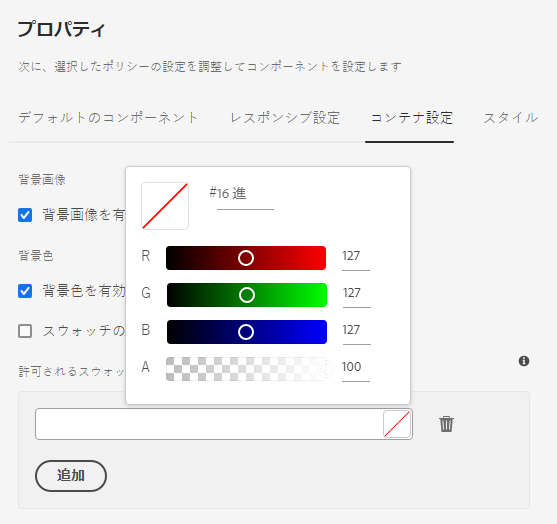 プロパティ
次に、選択したポリシーの設定を調整してコンポーネントを設定します
デフォルトのコンポーネント レスポンシブ設定 コンテナ設定 スタイル
背景画像
#16 進
背景画像を有
背景色
R 127
背景色を有効
G 127
スウォッチの
B 127
許可されるスウォッ
A 100
追加